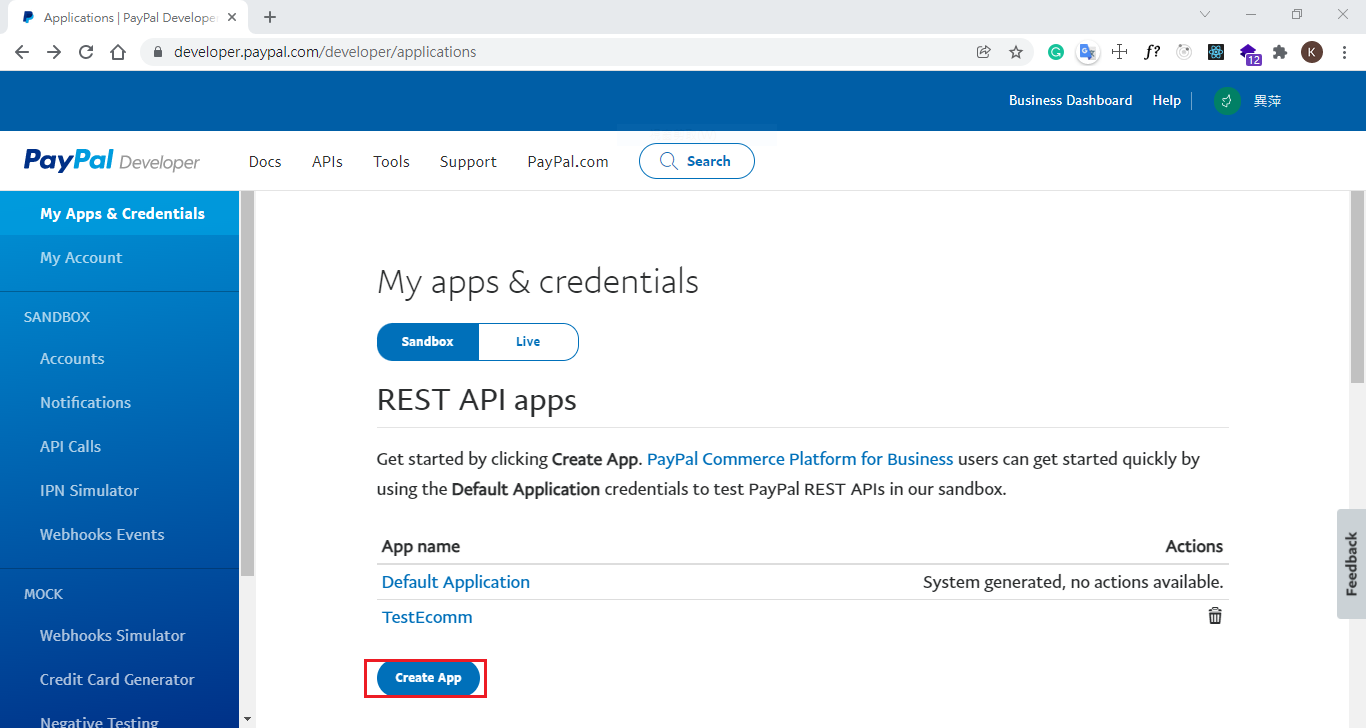 Applications | PayPal Develope
developer.paypal.com/developer/applications
f?
12
K
Business Dashboard
Help
異萍
PayPal Developer
Docs
APIs
Tools
Support
PayPal.com
Search
My Apps & Credentials
My Account
SANDBOX
Accounts
Notifications
API Calls
IPN Simulator
Webhooks Events
MOCK
Webhooks Simulator
Credit Card Generator
Negative Testing
My apps & credentials
Sandbox
Live
REST API apps
Get started by clicking Create App. PayPal Commerce Platform for Business users can get started quickly by
using the Default Application credentials to test PayPal REST APIs in our sandbox.
App name
Actions
Default Application
System generated, no actions available.
TestEcomm
Create App
Feedback